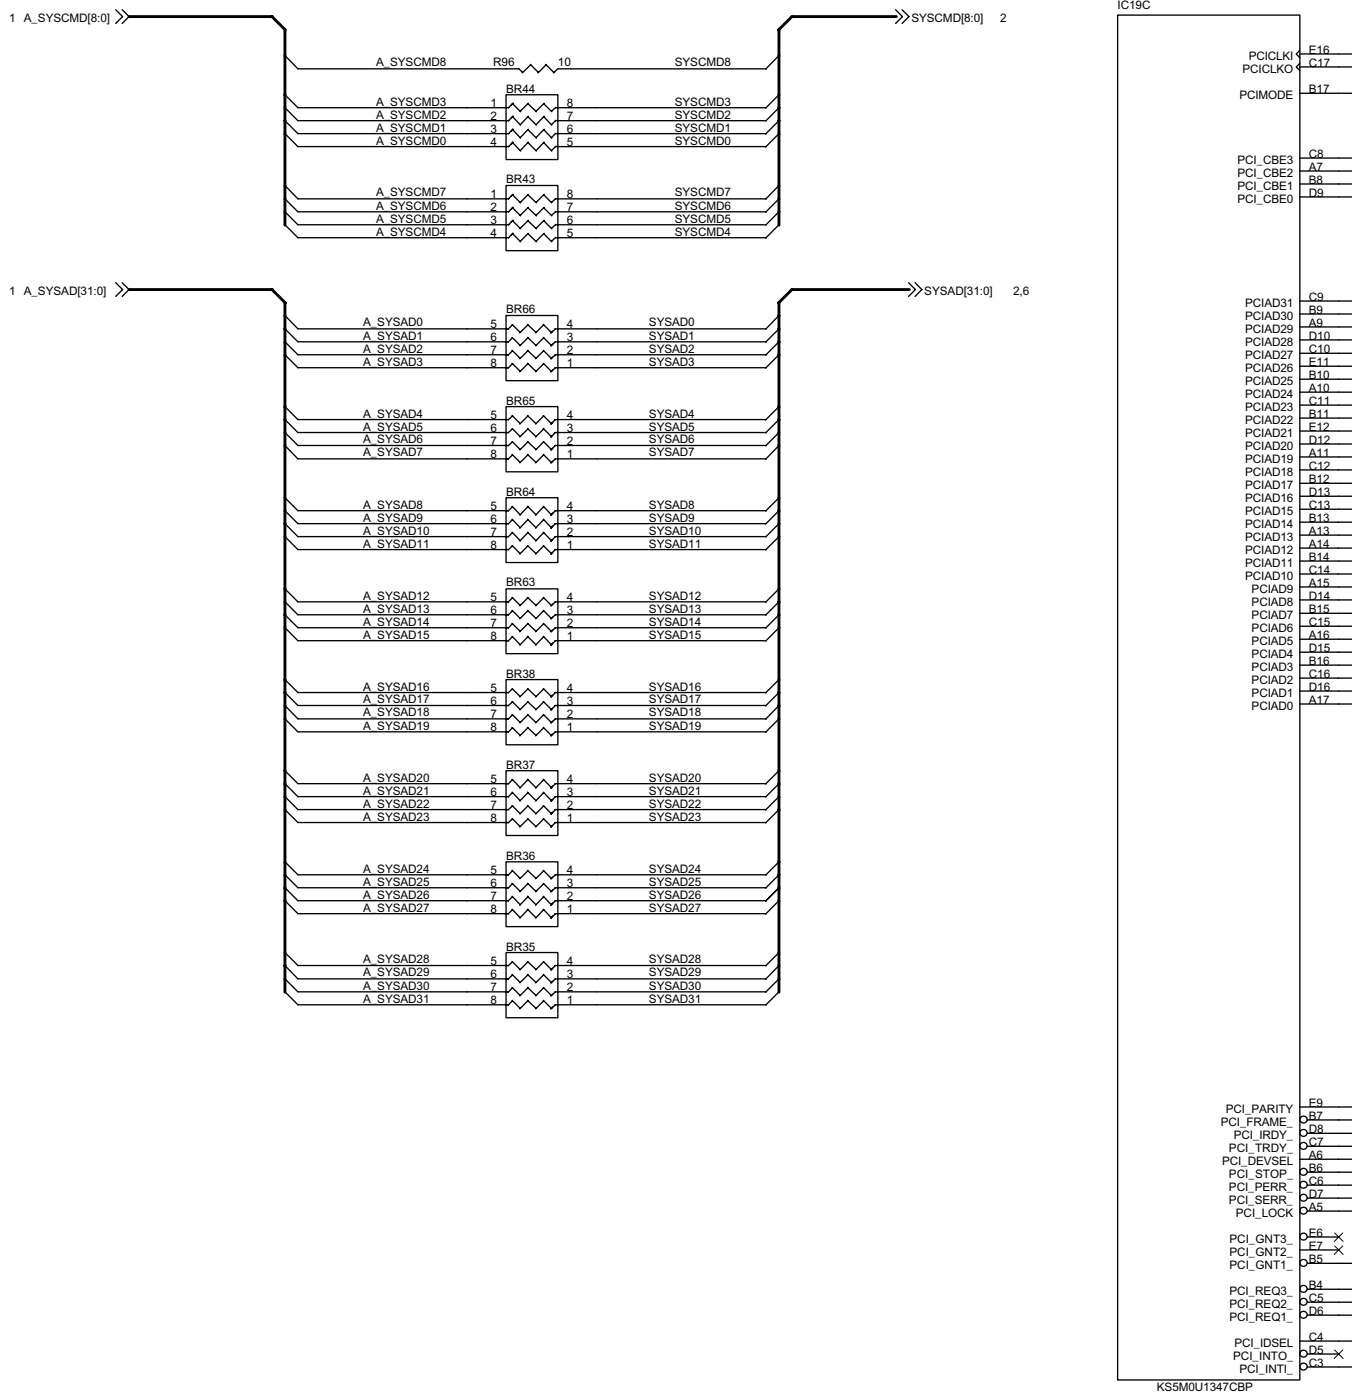 1 A_SYSCMD[8:0] SYSCMD[8:0] 2
A_SYSCMD8 R96 10 SYSCMD8
BR44
A_SYSCMD3 1 8 SYSCMD3
A_SYSCMD2 2 7 SYSCMD2
A_SYSCMD1 3 6 SYSCMD1
A_SYSCMD0 4 5 SYSCMD0
BR43
A_SYSCMD7 1 8 SYSCMD7
A_SYSCMD6 2 7 SYSCMD6
A_SYSCMD5 3 6 SYSCMD5
A_SYSCMD4 4 5 SYSCMD4
1 A_SYSAD[31:0] SYSAD[31:0] 2,6
BR66
A_SYSAD0 5 4 SYSAD0
A_SYSAD1 6 3 SYSAD1
A_SYSAD2 7 2 SYSAD2
A_SYSAD3 8 1 SYSAD3
BR65
A_SYSAD4 5 4 SYSAD4
A_SYSAD5 6 3 SYSAD5
A_SYSAD6 7 2 SYSAD6
A_SYSAD7 8 1 SYSAD7
BR64
A_SYSAD8 5 4 SYSAD8
A_SYSAD9 6 3 SYSAD9
A_SYSAD10 7 2 SYSAD10
A_SYSAD11 8 1 SYSAD11
BR63
A_SYSAD12 5 4 SYSAD12
A_SYSAD13 6 3 SYSAD13
A_SYSAD14 7 2 SYSAD14
A_SYSAD15 8 1 SYSAD15
BR38
A_SYSAD16 5 4 SYSAD16
A_SYSAD17 6 3 SYSAD17
A_SYSAD18 7 2 SYSAD18
A_SYSAD19 8 1 SYSAD19
BR37
A_SYSAD20 5 4 SYSAD20
A_SYSAD21 6 3 SYSAD21
A_SYSAD22 7 2 SYSAD22
A_SYSAD23 8 1 SYSAD23
BR36
A_SYSAD24 5 4 SYSAD24
A_SYSAD25 6 3 SYSAD25
A_SYSAD26 7 2 SYSAD26
A_SYSAD27 8 1 SYSAD27
BR35
A_SYSAD28 5 4 SYSAD28
A_SYSAD29 6 3 SYSAD29
A_SYSAD30 7 2 SYSAD30
A_SYSAD31 8 1 SYSAD31
IC19C
PCICLKI E16
PCICLKO C17
PCIMODE B17
PCI_CBE3 C8
PCI_CBE2 A7
PCI_CBE1 B8
PCI_CBE0 D9
PCIAD31 C9
PCIAD30 B9
PCIAD29 A9
PCIAD28 D10
PCIAD27 C10
PCIAD26 E11
PCIAD25 B10
PCIAD24 A10
PCIAD23 C11
PCIAD22 B11
PCIAD21 E12
PCIAD20 D12
PCIAD19 A11
PCIAD18 C12
PCIAD17 B12
PCIAD16 D13
PCIAD15 C13
PCIAD14 B13
PCIAD13 A13
PCIAD12 A14
PCIAD11 B14
PCIAD10 C14
PCIAD9 A15
PCIAD8 D14
PCIAD7 B15
PCIAD6 C15
PCIAD5 A16
PCIAD4 D15
PCIAD3 B16
PCIAD2 C16
PCIAD1 D16
PCIAD0 A17
PCI_PARITY E9
PCI_FRAME_ B7
PCI_IRDY_ D8
PCI_TRDY_ C7
PCI_DEVSEL A6
PCI_STOP_ B6
PCI_PERR_ C6
PCI_SERR_ D7
PCI_LOCK A5
PCI_GNT3_ E6
PCI_GNT2_ E7
PCI_GNT1_ B5
PCI_REQ3_ B4
PCI_REQ2_ C5
PCI_REQ1_ D6
PCI_IDSEL C4
PCI_INTO_ D5
PCI_INTI_ C3
KS5M0U1347CBP